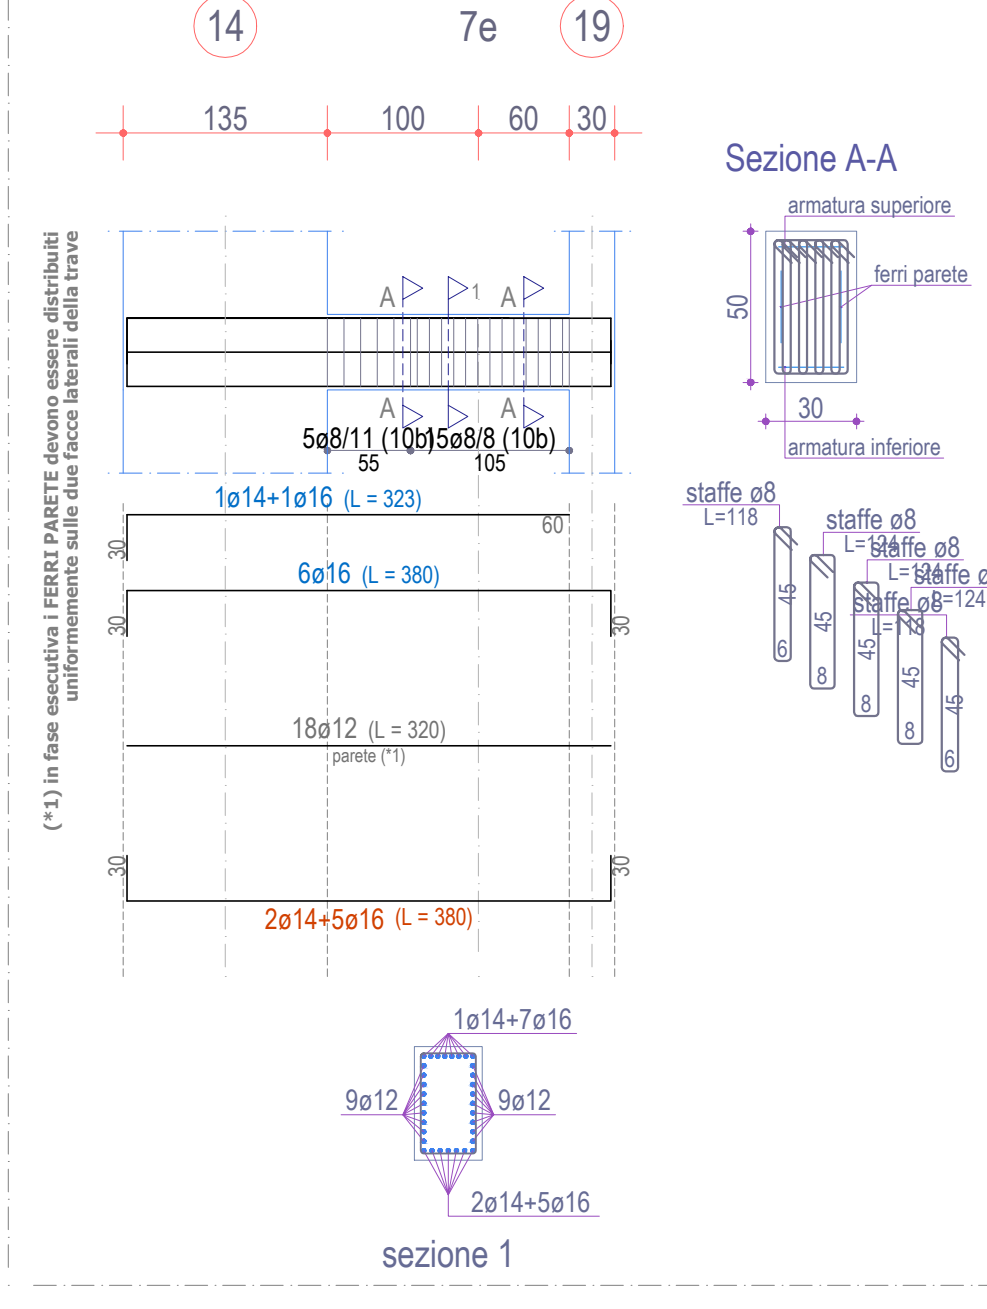 14
7e
19
135
100
60
30
Sezione A-A
armatura superiore
ferri parete
50
30
armatura inferiore
(*1) in fase esecutiva i FERRI PARETE devono essere distribuiti
uniformemente sulle due facce laterali della trave
A
1
A
A
A
5ø8/11 (10b)
15ø8/8 (10b)
55
105
1ø14+1ø16 (L = 323)
60
30
6ø16 (L = 380)
30
30
18ø12 (L = 320)
parete (*1)
30
30
2ø14+5ø16 (L = 380)
staffe ø8
L=118
staffe ø8
L=124
staffe ø8
L=124
staffe ø
L=124
staffe ø8
L=118
45
6
45
8
45
8
45
8
45
6
1ø14+7ø16
9ø12
9ø12
2ø14+5ø16
sezione 1